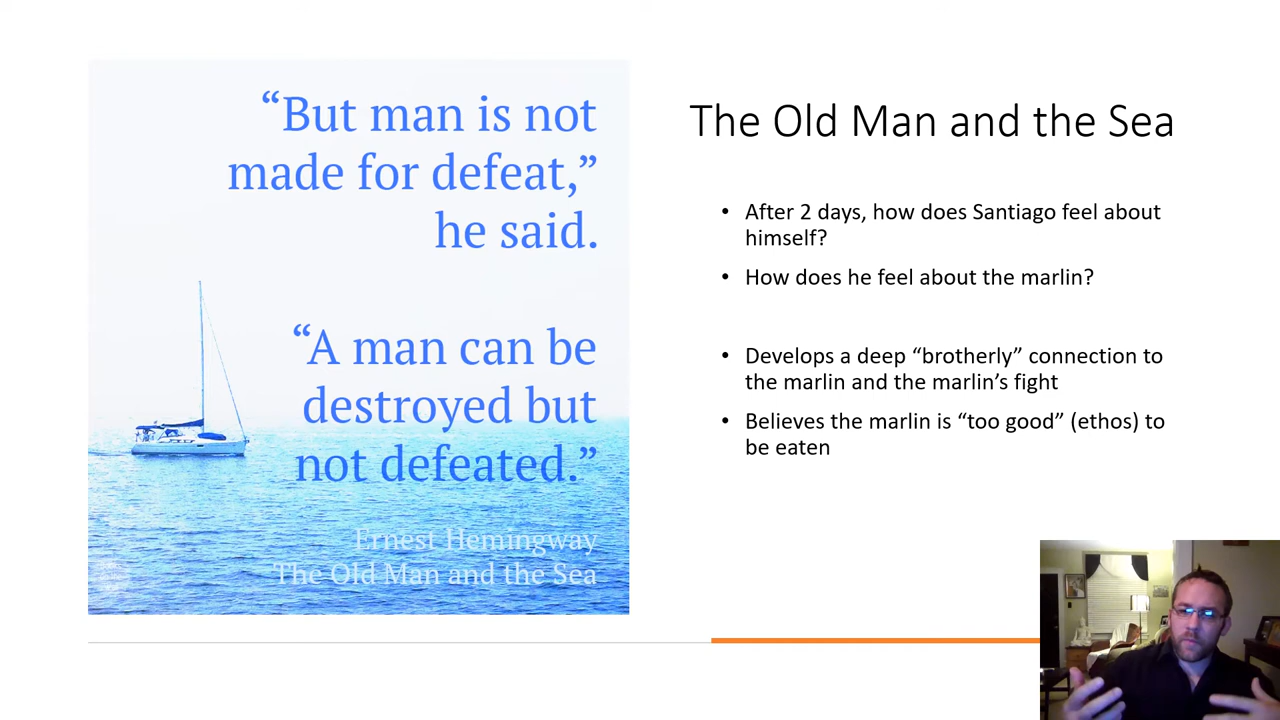 “But man is not
made for defeat,”
he said.
“A man can be
destroyed but
not defeated.”
Ernest Hemingway
The Old Man and the Sea
The Old Man and the Sea
• After 2 days, how does Santiago feel about
himself?
• How does he feel about the marlin?
• Develops a deep “brotherly” connection to
the marlin and the marlin’s fight
• Believes the marlin is “too good” (ethos) to
be eaten